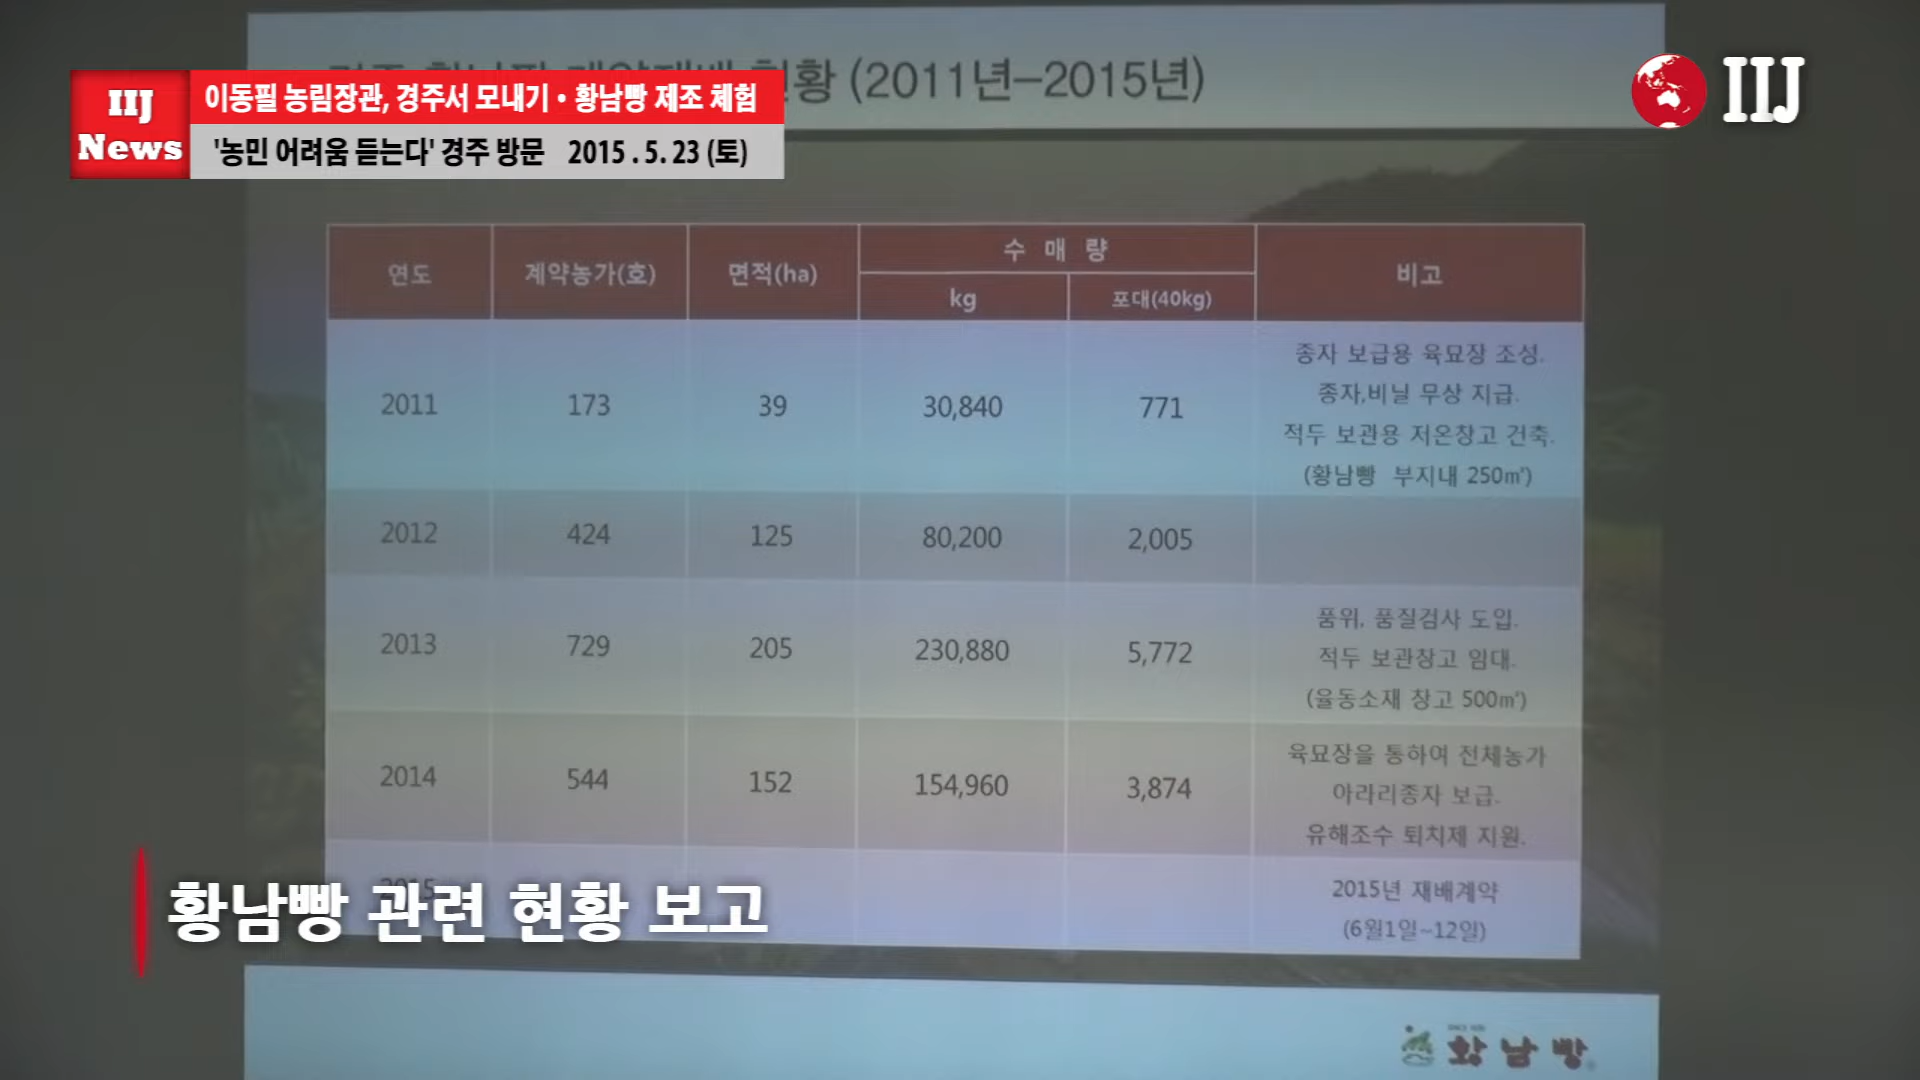 현황 (2011년-2015년)
IIJ
News
이동필 농림장관, 경주서 모내기 · 황남빵 제조 체험
'농민 어려움 듣는다' 경주 방문 2015 . 5. 23 (토)
IIJ
연도 계약농가(호) 면적(ha) 수 매 량 비고
kg 포대(40kg)
2011 173 39 30,840 771
종자 보급용 육묘장 조성.
종자,비닐 무상 지급.
적두 보관용 저온창고 건축.
(황남빵 부지내 250㎡)
2012 424 125 80,200 2,005
2013 729 205 230,880 5,772
품위, 품질검사 도입.
적두 보관창고 임대.
(율동소재 창고 500㎡)
2014 544 152 154,960 3,874
육묘장을 통하여 전체농가
아라리종자 보급.
유해조수 퇴치제 지원.
2015
2015년 재배계약
(6월1일~12일)
황남빵 관련 현황 보고
황남빵